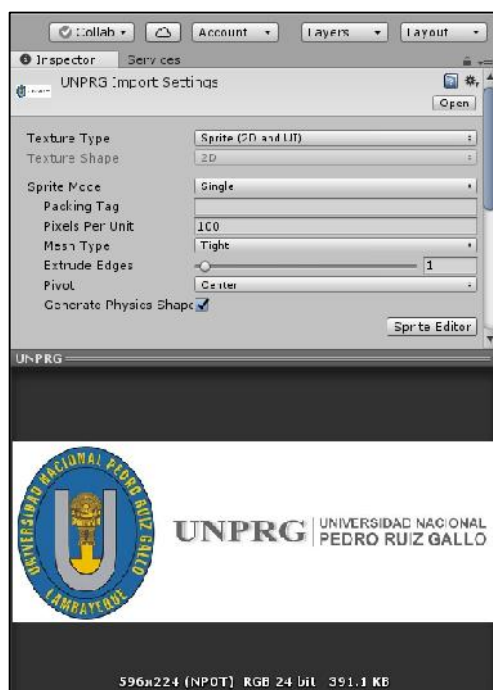 Collab Account Layers Layout
Inspector Services
UNPRG Import Settings
Open
Texture Type Sprite (2D and UI)
Texture Shape 2D
Sprite Mode Single
Packing Tag
Pixels Per Unit 100
Mesh Type Tight
Extrude Edges 1
Pivot Center
Generate Physics Shape
Sprite Editor
UNPRG
UNIVERSIDAD NACIONAL PEDRO RUIZ GALLO
LAMBAYEQUE
UNPRG
UNIVERSIDAD NACIONAL
PEDRO RUIZ GALLO
596x224 (NPOT) RGB 24 bit 391.1 KB